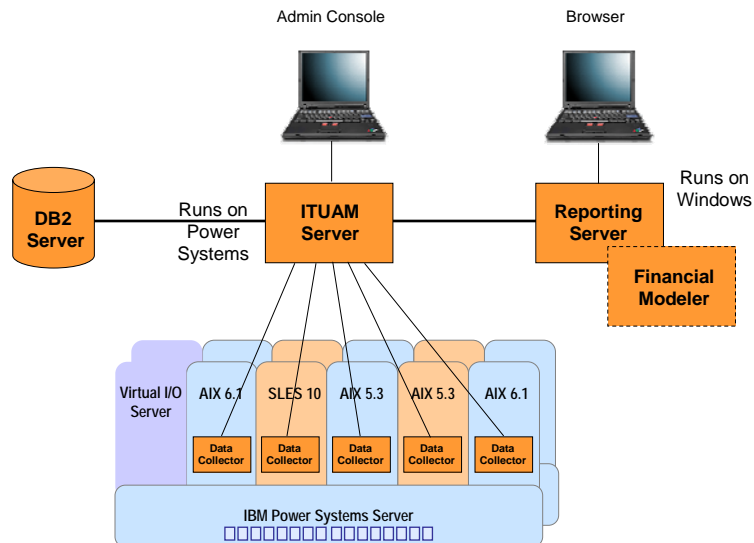 Admin Console
Browser
DB2
Server
Runs on
Power
Systems
ITUAM
Server
Reporting
Server
Runs on
Windows
Financial
Modeler
Virtual I/O
Server
AIX 6.1
SLES 10
AIX 5.3
AIX 5.3
AIX 6.1
Data
Collector
Data
Collector
Data
Collector
Data
Collector
Data
Collector
IBM Power Systems Server